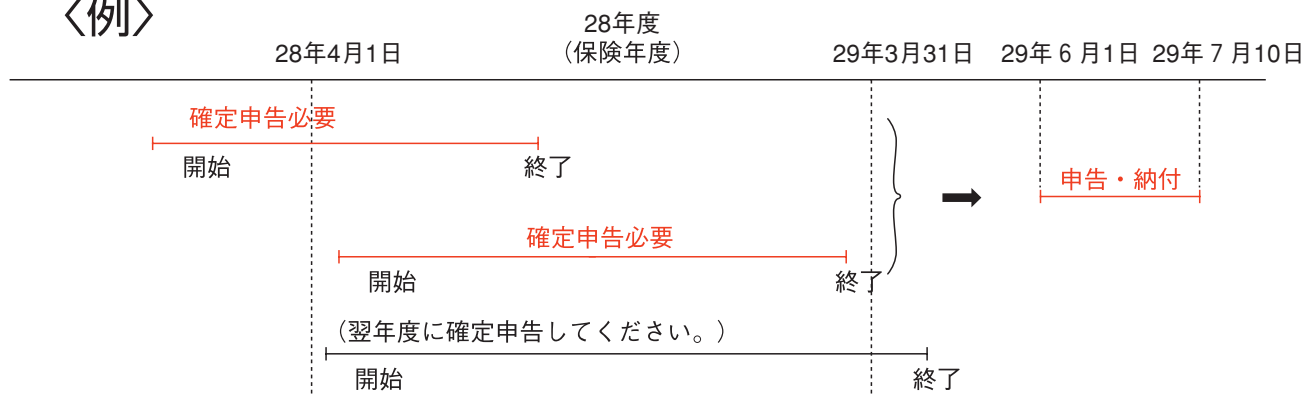 〈例〉
28年度
28年4月1日
(保険年度)
29年3月31日
29年6月1日
29年7月10日
確定申告必要
開始
終了
申告・納付
確定申告必要
開始
終了
(翌年度に確定申告してください。)
開始
終了